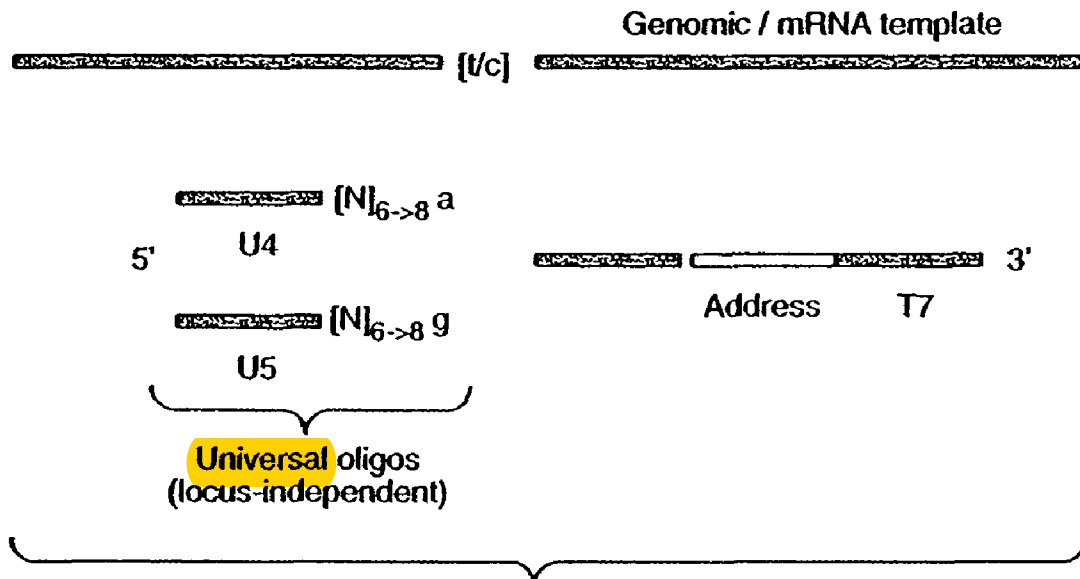 Genomic / mRNA template
[t/c]
[N]6->8 a
U4
5'
3'
Address T7
[N]6->8 g
U5
Universal oligos
(locus-independent)